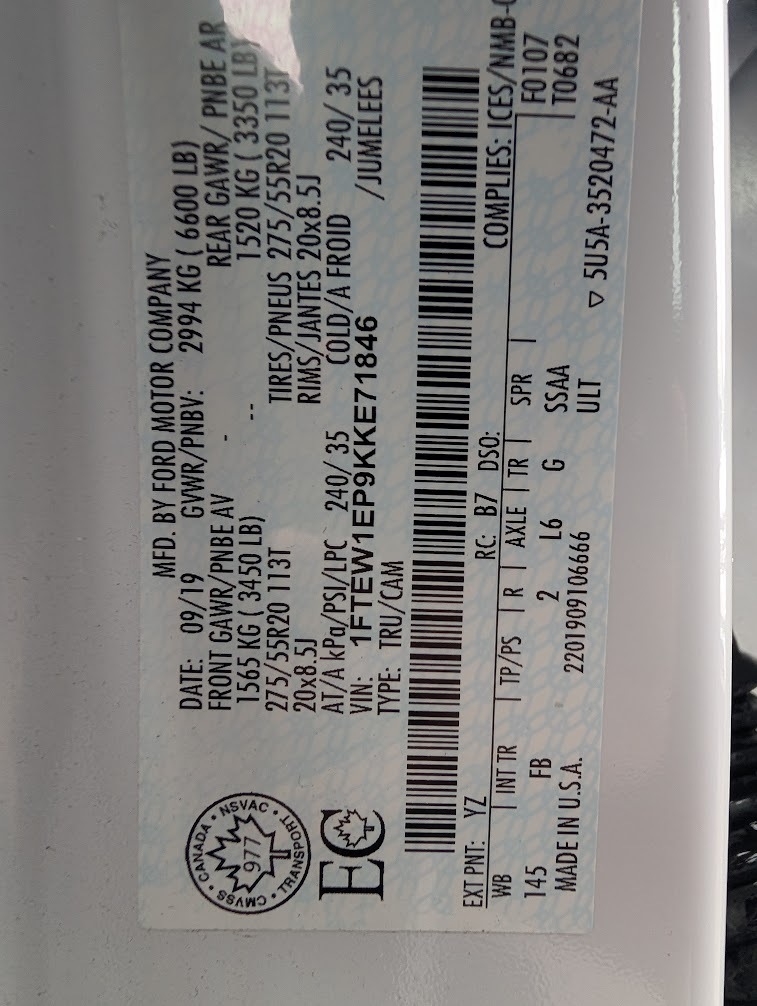 MFD. BY FORD MOTOR COMPANY
DATE: 09/19 GVWR/PNBV: 2994 KG ( 6600 LB)
FRONT GAWR/PNBE AV - REAR GAWR/ PNBE AR
1565 KG ( 3450 LB) -- 1520 KG ( 3350 LB)
275/55R20 113T TIRES/PNEUS 275/55R20 113T
20x8.5J RIMS/JANTES 20x8.5J
AT/A kPa/PSI/LPC 240/ 35 COLD/A FROID 240/ 35
VIN: 1FTEW1EP9KKE71846 /JUMELEES
TYPE: TRU/CAM
CANADA • NSVAC • TRANSPORT • CMVSS •
977
EC
EXT PNT: YZ RC: B7 DSO: COMPLIES: ICES/NMB-
WB | INT TR | TP/PS | R | AXLE | TR | SPR | F0107
145 FB 2 L6 G SSAA T0682
MADE IN U.S.A. 2201909106666 ULT
▽ 5U5A-3520472-AA